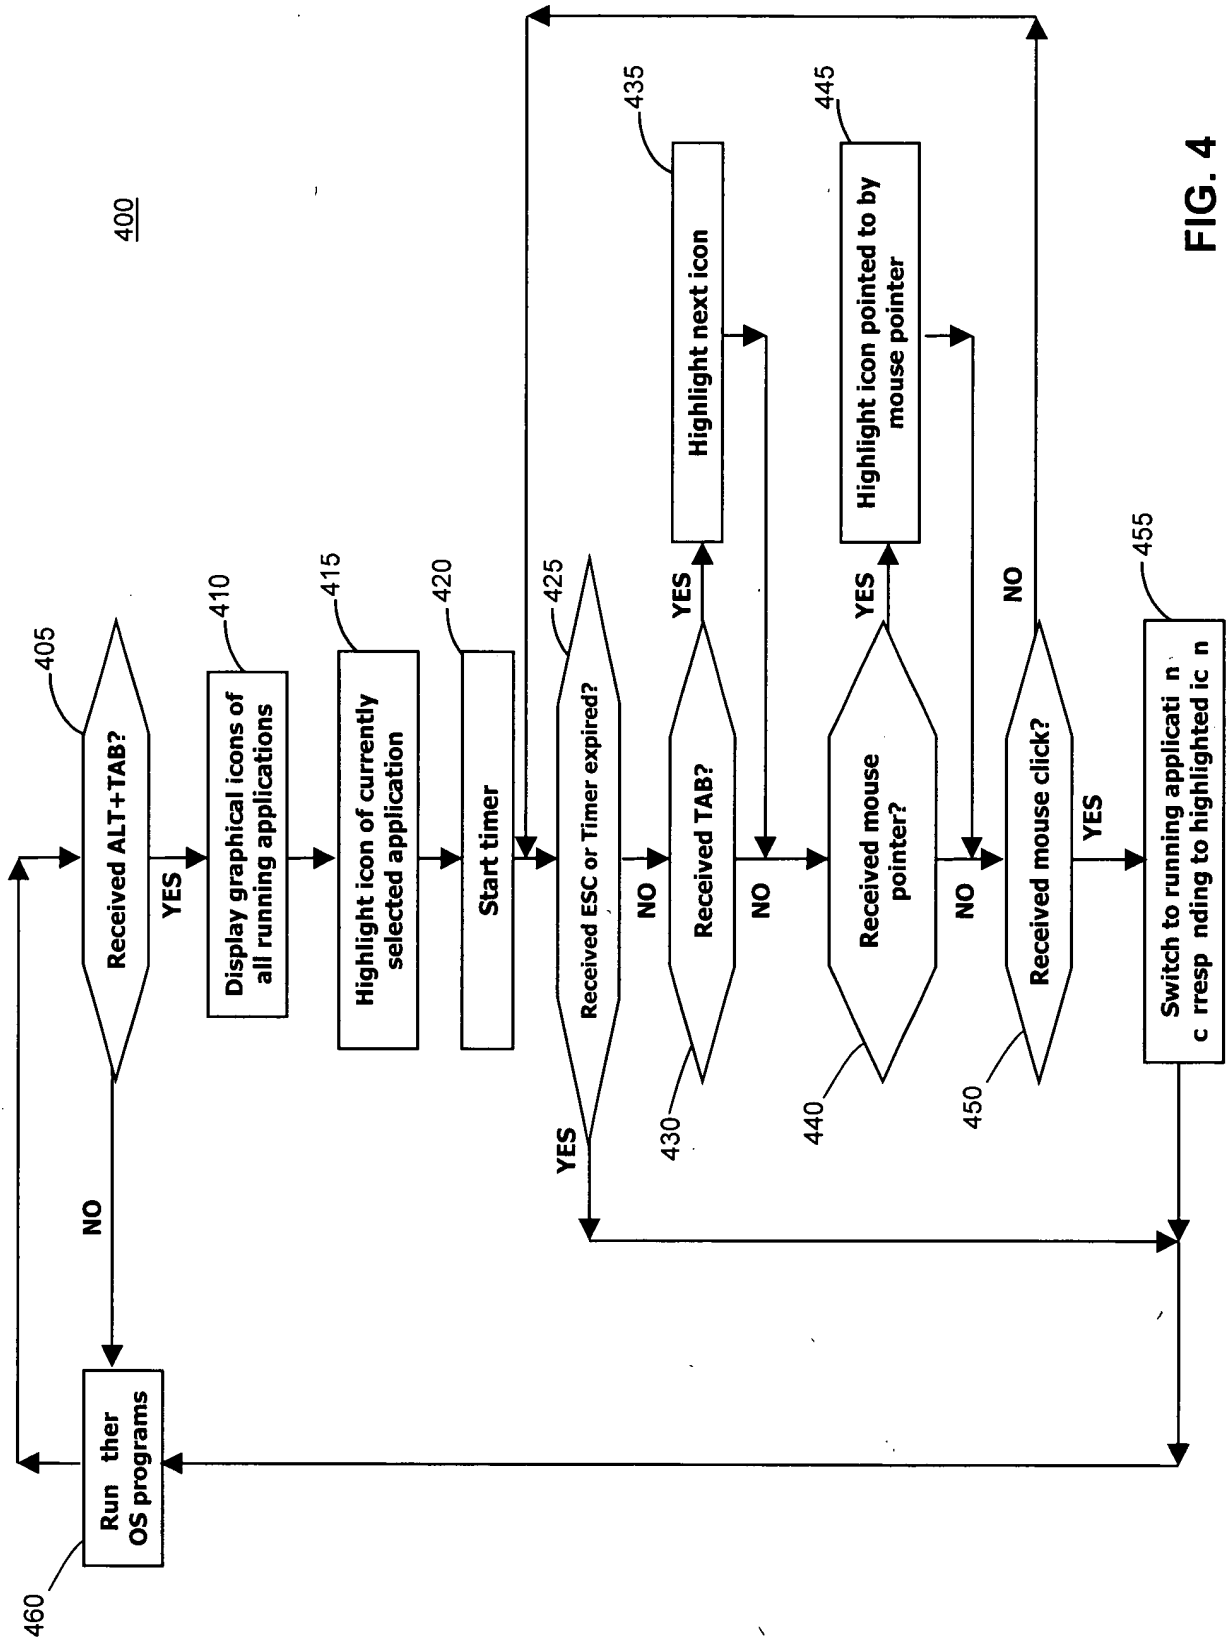 400
405
Received ALT+TAB?
NO
YES
460
Run ther
OS programs
410
Display graphical icons of
all running applications
415
Highlight icon of currently
selected application
420
Start timer
425
Received ESC or Timer expired?
YES
NO
430
Received TAB?
YES
NO
435
Highlight next icon
440
Received mouse
pointer?
YES
NO
445
Highlight icon pointed to by
mouse pointer
450
Received mouse click?
NO
YES
455
Switch to running applicati n
c rresp nding to highlighted ic n
FIG. 4